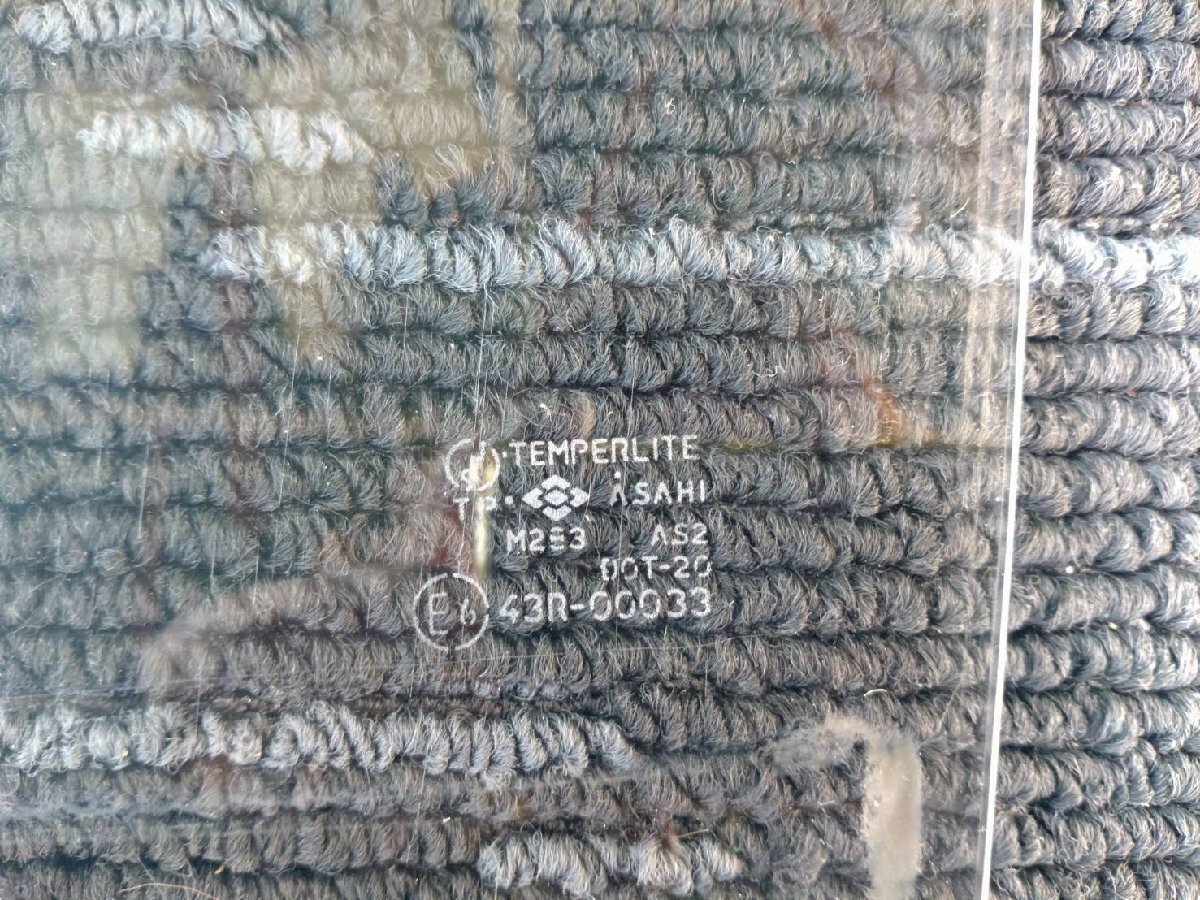 TEMPERLITE
ASAHI
M2E3 AS2
DOT-20
E6 43R-00033